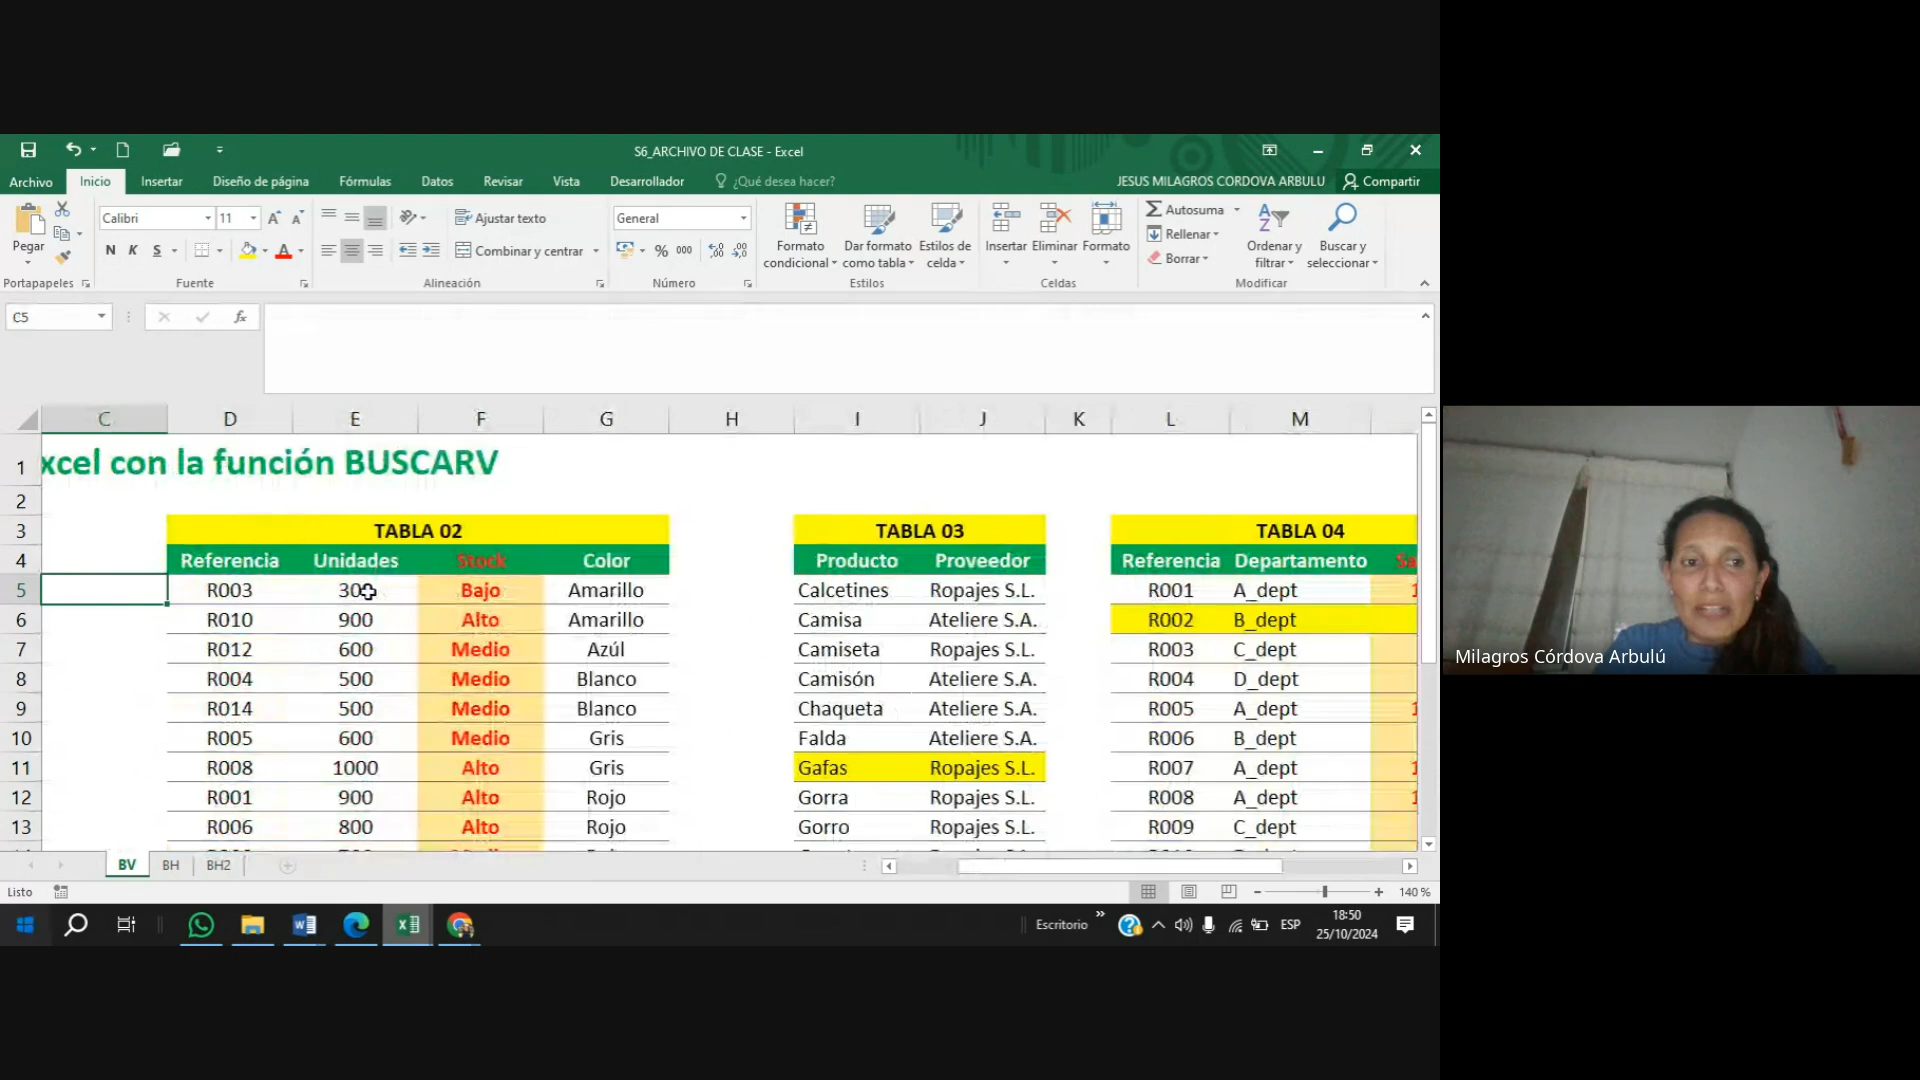 S6_ARCHIVO DE CLASE - Excel
Archivo Inicio Insertar Diseño de página Fórmulas Datos Revisar Vista Desarrollador ¿Qué desea hacer? JESUS MILAGROS CORDOVA ARBULU Compartir
Pegar Calibri 11 Ajustar texto General Autosuma
N K S Combinar y centrar % 000 Rellenar
Formato condicional Dar formato como tabla Estilos de celda Insertar Eliminar Formato Borrar Ordenar y filtrar Buscar y seleccionar
Portapapeles Fuente Alineación Número Estilos Celdas Modificar
C5 fx
C D E F G H I J K L M
1 xcel con la función BUSCARV
2
3 TABLA 02 TABLA 03 TABLA 04
4 Referencia Unidades Stock Color Producto Proveedor Referencia Departamento
5 R003 300 Bajo Amarillo Calcetines Ropajes S.L. R001 A_dept
6 R010 900 Alto Amarillo Camisa Ateliere S.A. R002 B_dept
7 R012 600 Medio Azúl Camiseta Ropajes S.L. R003 C_dept
8 R004 500 Medio Blanco Camisón Ateliere S.A. R004 D_dept
9 R014 500 Medio Blanco Chaqueta Ateliere S.A. R005 A_dept
10 R005 600 Medio Gris Falda Ateliere S.A. R006 B_dept
11 R008 1000 Alto Gris Gafas Ropajes S.L. R007 A_dept
12 R001 900 Alto Rojo Gorra Ropajes S.L. R008 A_dept
13 R006 800 Alto Rojo Gorro Ropajes S.L. R009 C_dept
BV BH BH2
Listo 140 %
Escritorio ESP 18:50
25/10/2024
Milagros Córdova Arbulú